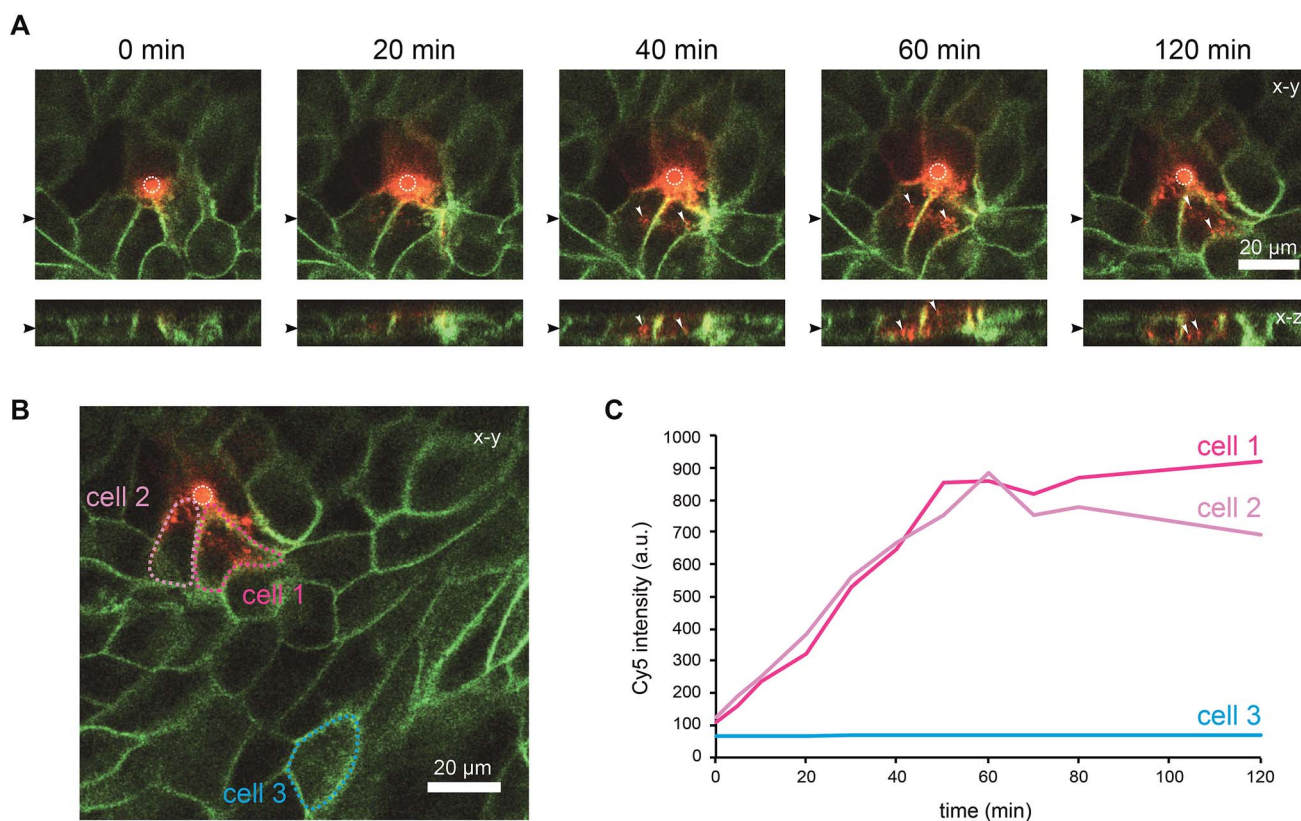 A
0 min 20 min 40 min 60 min 120 min
x-y
20 µm
x-z
B
x-y
cell 2
cell 1
cell 3
20 µm
C
1000
900
800
700
600
500
400
300
200
100
0
Cy5 intensity (a.u.)
cell 1
cell 2
cell 3
0 20 40 60 80 100 120
time (min)